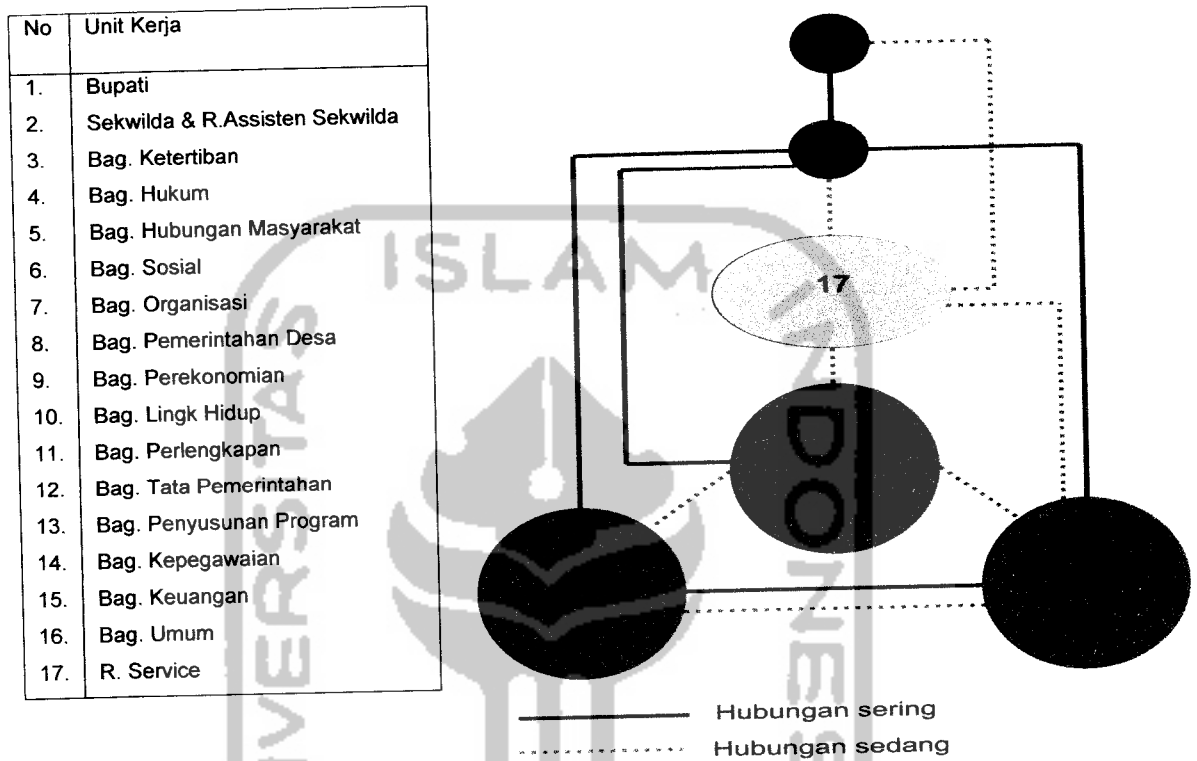 No Unit Kerja
1. Bupati
2. Sekwilda & R.Assisten Sekwilda
3. Bag. Ketertiban
4. Bag. Hukum
5. Bag. Hubungan Masyarakat
6. Bag. Sosial
7. Bag. Organisasi
8. Bag. Pemerintahan Desa
9. Bag. Perekonomian
10. Bag. Lingk Hidup
11. Bag. Perlengkapan
12. Bag. Tata Pemerintahan
13. Bag. Penyusunan Program
14. Bag. Kepegawaian
15. Bag. Keuangan
16. Bag. Umum
17. R. Service
17
Hubungan sering
Hubungan sedang
ISLAM